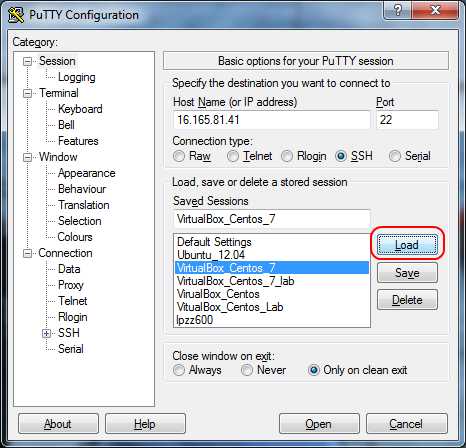 PuTTY Configuration
Category:
Session
Logging
Terminal
Keyboard
Bell
Features
Window
Appearance
Behaviour
Translation
Selection
Colours
Connection
Data
Proxy
Telnet
Rlogin
SSH
Serial
Basic options for your PuTTY session
Specify the destination you want to connect to
Host Name (or IP address) Port
16.165.81.41 22
Connection type:
Raw Telnet Rlogin SSH Serial
Load, save or delete a stored session
Saved Sessions
VirtualBox_Centos_7
Default Settings
Ubuntu_12.04
VirtualBox_Centos_7
VirtualBox_Centos_7_lab
VirualBox_Centos
VirtualBox_Centos_Lab
lpzz600
Load
Save
Delete
Close window on exit:
Always Never Only on clean exit
About Help Open Cancel